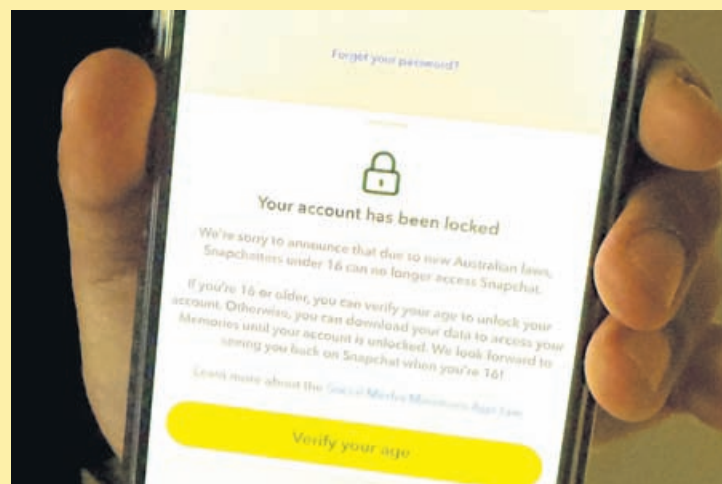 Forgot your password?
Your account has been locked
We're sorry to announce that due to new Australian laws,
Snapchatters under 16 can no longer access Snapchat.
If you're 16 or older, you can verify your age to unlock your
account. Otherwise, you can download your data to access your
Memories until your account is unlocked. We look forward to
seeing you back on Snapchat when you're 16!
Learn more about the Social Media Minimum Age Law
Verify your age